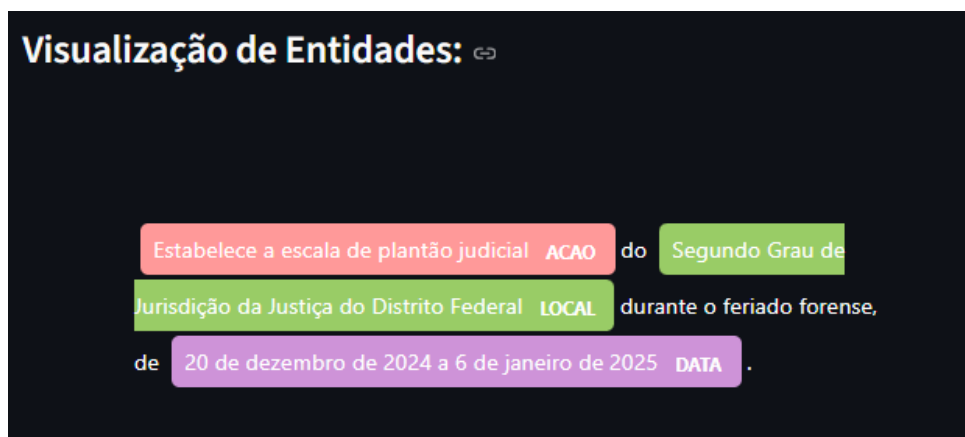 Visualização de Entidades:
Estabelece a escala de plantão judicial ACAO do Segundo Grau de
Jurisdição da Justiça do Distrito Federal LOCAL durante o feriado forense,
de 20 de dezembro de 2024 a 6 de janeiro de 2025 DATA .